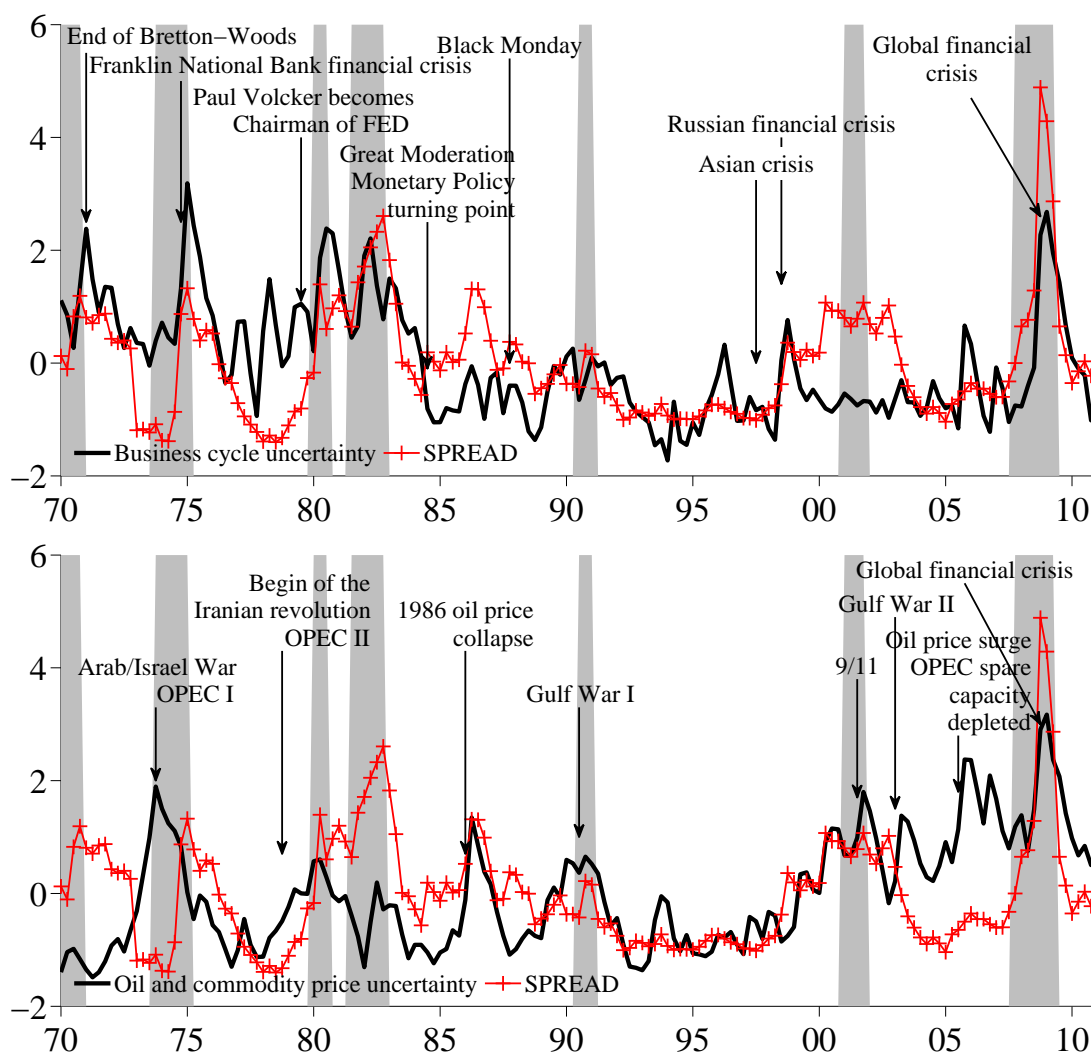 6
End of Bretton−Woods
Franklin National Bank financial crisis
Paul Volcker becomes
Chairman of FED
Great Moderation
Monetary Policy
turning point
Black Monday
Russian financial crisis
Asian crisis
Global financial
crisis
4
2
0
−2
Business cycle uncertainty
SPREAD
70 75 80 85 90 95 00 05 10
6
Begin of the
Iranian revolution
OPEC II
Arab/Israel War
OPEC I
1986 oil price
collapse
Gulf War I
Global financial crisis
Gulf War II
Oil price surge
OPEC spare
capacity
depleted
9/11
4
2
0
−2
Oil and commodity price uncertainty
SPREAD
70 75 80 85 90 95 00 05 10